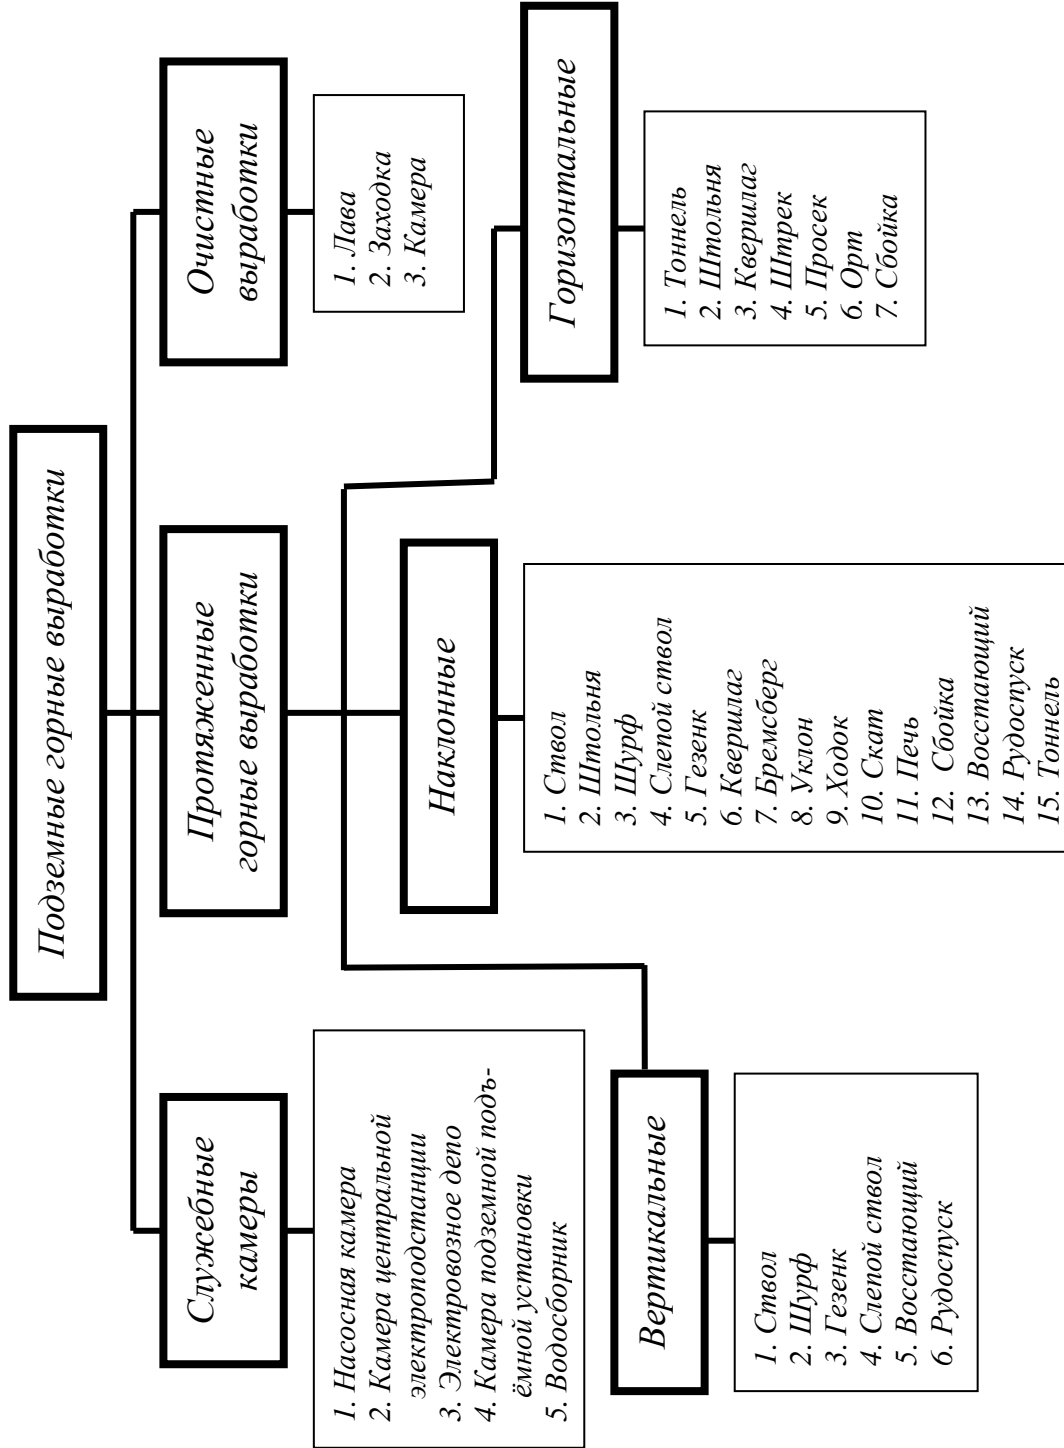 Подземные горные выработки
Служебные
камеры
1. Насосная камера
2. Камера центральной
электроподстанции
3. Электровозное депо
4. Камера подземной подъ-
ёмной установки
5. Водосборник
Протяженные
горные выработки
Очистные
выработки
1. Лава
2. Заходка
3. Камера
Вертикальные
1. Ствол
2. Шурф
3. Гезенк
4. Слепой ствол
5. Восстающий
6. Рудоспуск
Наклонные
1. Ствол
2. Штольня
3. Шурф
4. Слепой ствол
5. Гезенк
6. Квершлаг
7. Бремсберг
8. Уклон
9. Ходок
10. Скат
11. Печь
12. Сбойка
13. Восстающий
14. Рудоспуск
15. Тоннель
Горизонтальные
1. Тоннель
2. Штольня
3. Квершлаг
4. Штрек
5. Просек
6. Орт
7. Сбойка